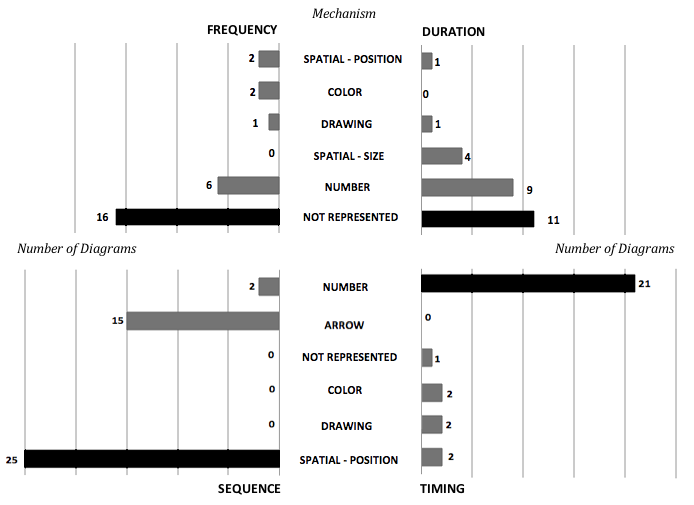 Mechanism
FREQUENCY DURATION
2 SPATIAL - POSITION 1
2 COLOR 0
1 DRAWING 1
0 SPATIAL - SIZE 4
6 NUMBER 9
16 NOT REPRESENTED 11
Number of Diagrams Number of Diagrams
2 NUMBER 21
15 ARROW 0
0 NOT REPRESENTED 1
0 COLOR 2
0 DRAWING 2
25 SPATIAL - POSITION 2
SEQUENCE TIMING